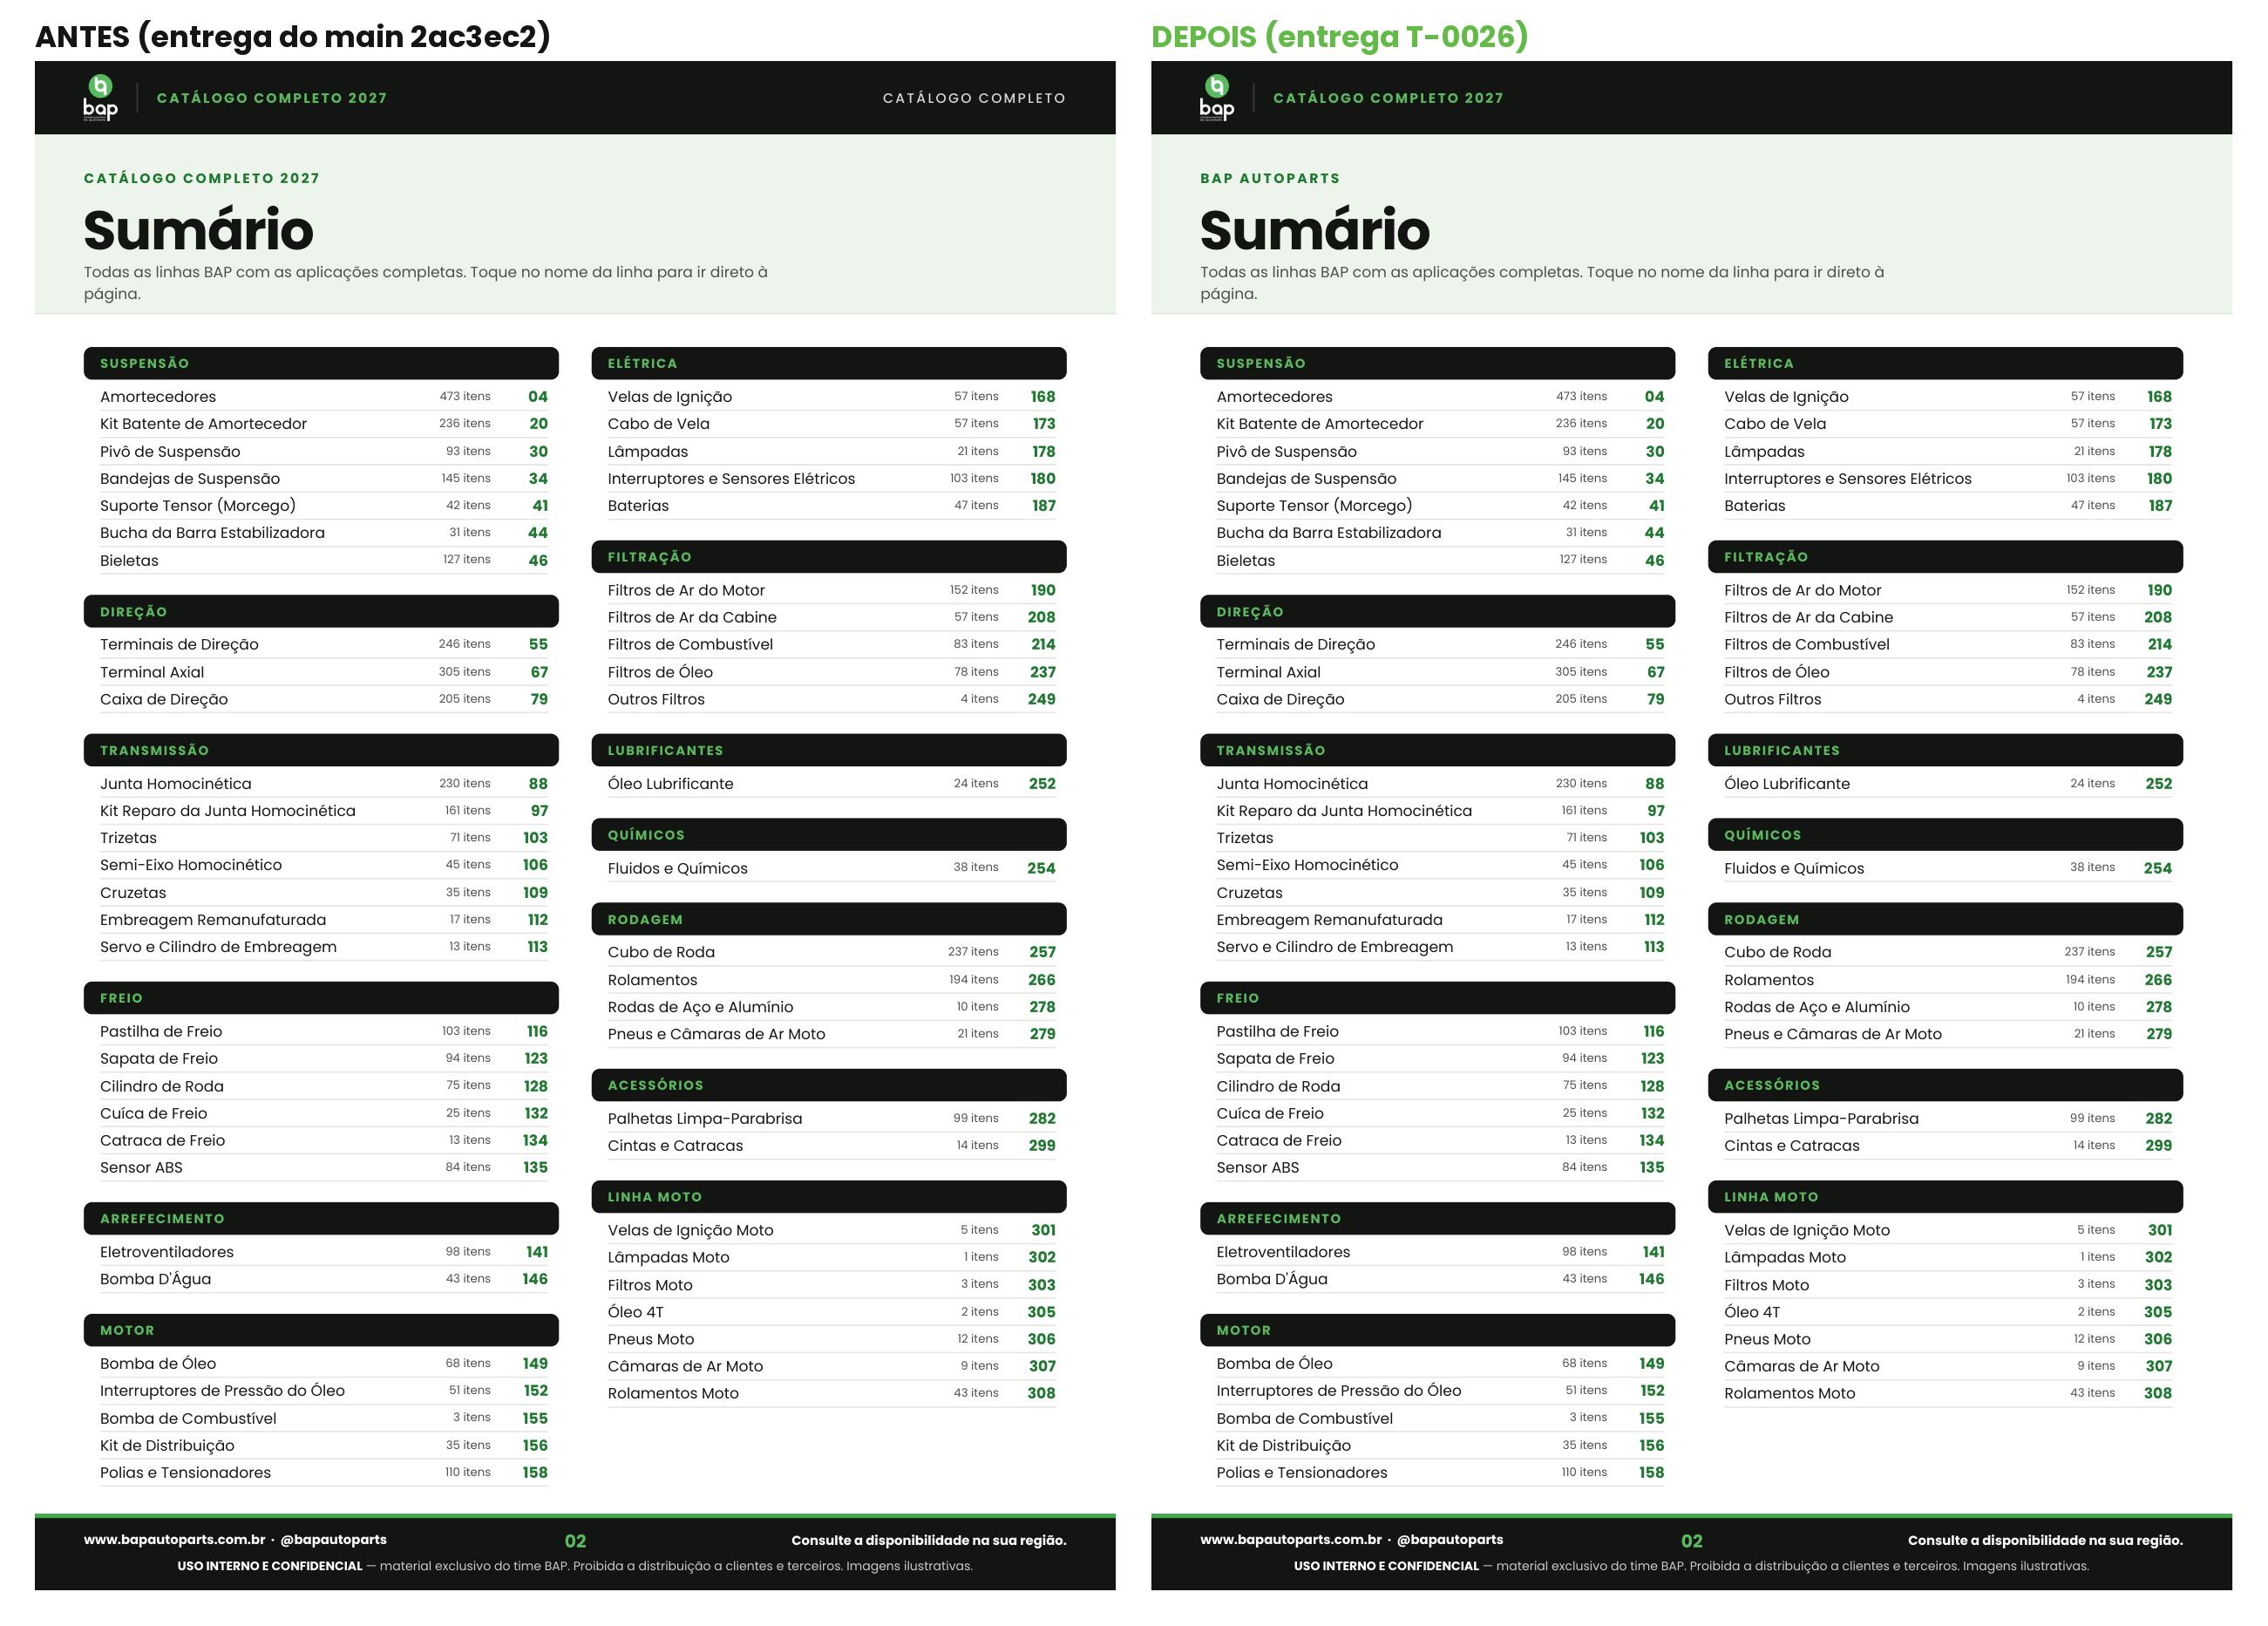 ANTES (entrega do main 2ac3ec2)
bap
CATÁLOGO COMPLETO 2027
CATÁLOGO COMPLETO
CATÁLOGO COMPLETO 2027
Sumário
Todas as linhas BAP com as aplicações completas. Toque no nome da linha para ir direto à
página.
SUSPENSÃO
Amortecedores 473 itens 04
Kit Batente de Amortecedor 236 itens 20
Pivô de Suspensão 93 itens 30
Bandejas de Suspensão 145 itens 34
Suporte Tensor (Morcego) 42 itens 41
Bucha da Barra Estabilizadora 31 itens 44
Bieletas 127 itens 46
DIREÇÃO
Terminais de Direção 246 itens 55
Terminal Axial 305 itens 67
Caixa de Direção 205 itens 79
TRANSMISSÃO
Junta Homocinética 230 itens 88
Kit Reparo da Junta Homocinética 161 itens 97
Trizetas 71 itens 103
Semi-Eixo Homocinético 45 itens 106
Cruzetas 35 itens 109
Embreagem Remanufaturada 17 itens 112
Servo e Cilindro de Embreagem 13 itens 113
FREIO
Pastilha de Freio 103 itens 116
Sapata de Freio 94 itens 123
Cilindro de Roda 75 itens 128
Cuíca de Freio 25 itens 132
Catraca de Freio 13 itens 134
Sensor ABS 84 itens 135
ARREFECIMENTO
Eletroventiladores 98 itens 141
Bomba D'Água 43 itens 146
MOTOR
Bomba de Óleo 68 itens 149
Interruptores de Pressão do Óleo 51 itens 152
Bomba de Combustível 3 itens 155
Kit de Distribuição 35 itens 156
Polias e Tensionadores 110 itens 158
ELÉTRICA
Velas de Ignição 57 itens 168
Cabo de Vela 57 itens 173
Lâmpadas 21 itens 178
Interruptores e Sensores Elétricos 103 itens 180
Baterias 47 itens 187
FILTRAÇÃO
Filtros de Ar do Motor 152 itens 190
Filtros de Ar da Cabine 57 itens 208
Filtros de Combustível 83 itens 214
Filtros de Óleo 78 itens 237
Outros Filtros 4 itens 249
LUBRIFICANTES
Óleo Lubrificante 24 itens 252
QUÍMICOS
Fluidos e Químicos 38 itens 254
RODAGEM
Cubo de Roda 237 itens 257
Rolamentos 194 itens 266
Rodas de Aço e Alumínio 10 itens 278
Pneus e Câmaras de Ar Moto 21 itens 279
ACESSÓRIOS
Palhetas Limpa-Parabrisa 99 itens 282
Cintas e Catracas 14 itens 299
LINHA MOTO
Velas de Ignição Moto 5 itens 301
Lâmpadas Moto 1 itens 302
Filtros Moto 3 itens 303
Óleo 4T 2 itens 305
Pneus Moto 12 itens 306
Câmaras de Ar Moto 9 itens 307
Rolamentos Moto 43 itens 308
www.bapautoparts.com.br · @bapautoparts 02 Consulte a disponibilidade na sua região.
USO INTERNO E CONFIDENCIAL — material exclusivo do time BAP. Proibida a distribuição a clientes e terceiros. Imagens ilustrativas.
DEPOIS (entrega T-0026)
bap
CATÁLOGO COMPLETO 2027
BAP AUTOPARTS
Sumário
Todas as linhas BAP com as aplicações completas. Toque no nome da linha para ir direto à
página.
SUSPENSÃO
Amortecedores 473 itens 04
Kit Batente de Amortecedor 236 itens 20
Pivô de Suspensão 93 itens 30
Bandejas de Suspensão 145 itens 34
Suporte Tensor (Morcego) 42 itens 41
Bucha da Barra Estabilizadora 31 itens 44
Bieletas 127 itens 46
DIREÇÃO
Terminais de Direção 246 itens 55
Terminal Axial 305 itens 67
Caixa de Direção 205 itens 79
TRANSMISSÃO
Junta Homocinética 230 itens 88
Kit Reparo da Junta Homocinética 161 itens 97
Trizetas 71 itens 103
Semi-Eixo Homocinético 45 itens 106
Cruzetas 35 itens 109
Embreagem Remanufaturada 17 itens 112
Servo e Cilindro de Embreagem 13 itens 113
FREIO
Pastilha de Freio 103 itens 116
Sapata de Freio 94 itens 123
Cilindro de Roda 75 itens 128
Cuíca de Freio 25 itens 132
Catraca de Freio 13 itens 134
Sensor ABS 84 itens 135
ARREFECIMENTO
Eletroventiladores 98 itens 141
Bomba D'Água 43 itens 146
MOTOR
Bomba de Óleo 68 itens 149
Interruptores de Pressão do Óleo 51 itens 152
Bomba de Combustível 3 itens 155
Kit de Distribuição 35 itens 156
Polias e Tensionadores 110 itens 158
ELÉTRICA
Velas de Ignição 57 itens 168
Cabo de Vela 57 itens 173
Lâmpadas 21 itens 178
Interruptores e Sensores Elétricos 103 itens 180
Baterias 47 itens 187
FILTRAÇÃO
Filtros de Ar do Motor 152 itens 190
Filtros de Ar da Cabine 57 itens 208
Filtros de Combustível 83 itens 214
Filtros de Óleo 78 itens 237
Outros Filtros 4 itens 249
LUBRIFICANTES
Óleo Lubrificante 24 itens 252
QUÍMICOS
Fluidos e Químicos 38 itens 254
RODAGEM
Cubo de Roda 237 itens 257
Rolamentos 194 itens 266
Rodas de Aço e Alumínio 10 itens 278
Pneus e Câmaras de Ar Moto 21 itens 279
ACESSÓRIOS
Palhetas Limpa-Parabrisa 99 itens 282
Cintas e Catracas 14 itens 299
LINHA MOTO
Velas de Ignição Moto 5 itens 301
Lâmpadas Moto 1 itens 302
Filtros Moto 3 itens 303
Óleo 4T 2 itens 305
Pneus Moto 12 itens 306
Câmaras de Ar Moto 9 itens 307
Rolamentos Moto 43 itens 308
www.bapautoparts.com.br · @bapautoparts 02 Consulte a disponibilidade na sua região.
USO INTERNO E CONFIDENCIAL — material exclusivo do time BAP. Proibida a distribuição a clientes e terceiros. Imagens ilustrativas.